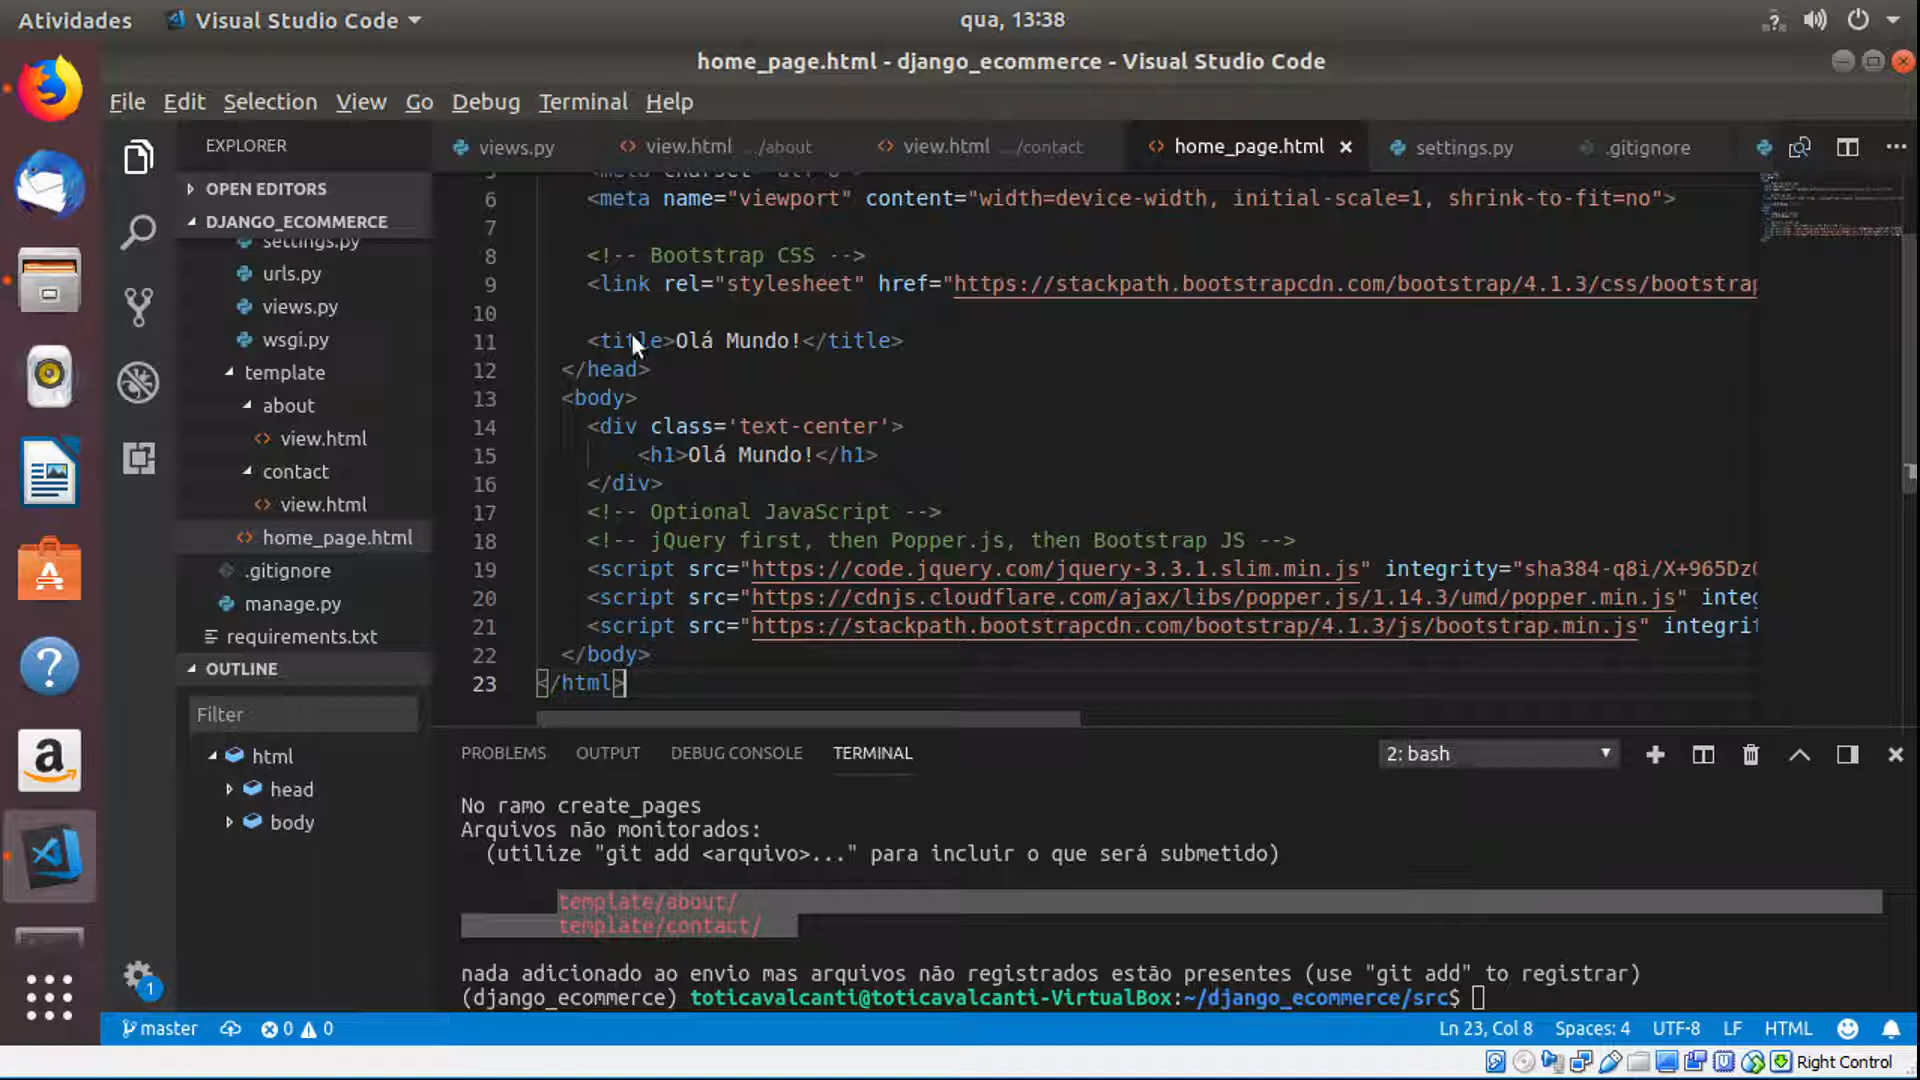 Atividades
Visual Studio Code
qua, 13:38
home_page.html - django_ecommerce - Visual Studio Code
File Edit Selection View Go Debug Terminal Help
EXPLORER
OPEN EDITORS
DJANGO_ECOMMERCE
settings.py
urls.py
views.py
wsgi.py
template
about
view.html
contact
view.html
home_page.html
.gitignore
manage.py
requirements.txt
OUTLINE
Filter
html
head
body
views.py
view.html .../about
view.html .../contact
home_page.html
settings.py
.gitignore
6 <meta name="viewport" content="width=device-width, initial-scale=1, shrink-to-fit=no">
7
8 <!-- Bootstrap CSS -->
9 <link rel="stylesheet" href="https://stackpath.bootstrapcdn.com/bootstrap/4.1.3/css/bootstrap
10
11 <title>Olá Mundo!</title>
12 </head>
13 <body>
14 <div class='text-center'>
15 <h1>Olá Mundo!</h1>
16 </div>
17 <!-- Optional JavaScript -->
18 <!-- jQuery first, then Popper.js, then Bootstrap JS -->
19 <script src="https://code.jquery.com/jquery-3.3.1.slim.min.js" integrity="sha384-q8i/X+965Dz
20 <script src="https://cdnjs.cloudflare.com/ajax/libs/popper.js/1.14.3/umd/popper.min.js" integ
21 <script src="https://stackpath.bootstrapcdn.com/bootstrap/4.1.3/js/bootstrap.min.js" integrit
22 </body>
23 </html>
PROBLEMS OUTPUT DEBUG CONSOLE TERMINAL
2: bash
No ramo create_pages
Arquivos não monitorados:
(utilize "git add <arquivo>..." para incluir o que será submetido)
template/about/
template/contact/
nada adicionado ao envio mas arquivos não registrados estão presentes (use "git add" to registrar)
(django_ecommerce) toticavalcanti@toticavalcanti-VirtualBox:~/django_ecommerce/src$
1
master
0 0
Ln 23, Col 8 Spaces: 4 UTF-8 LF HTML
Right Control